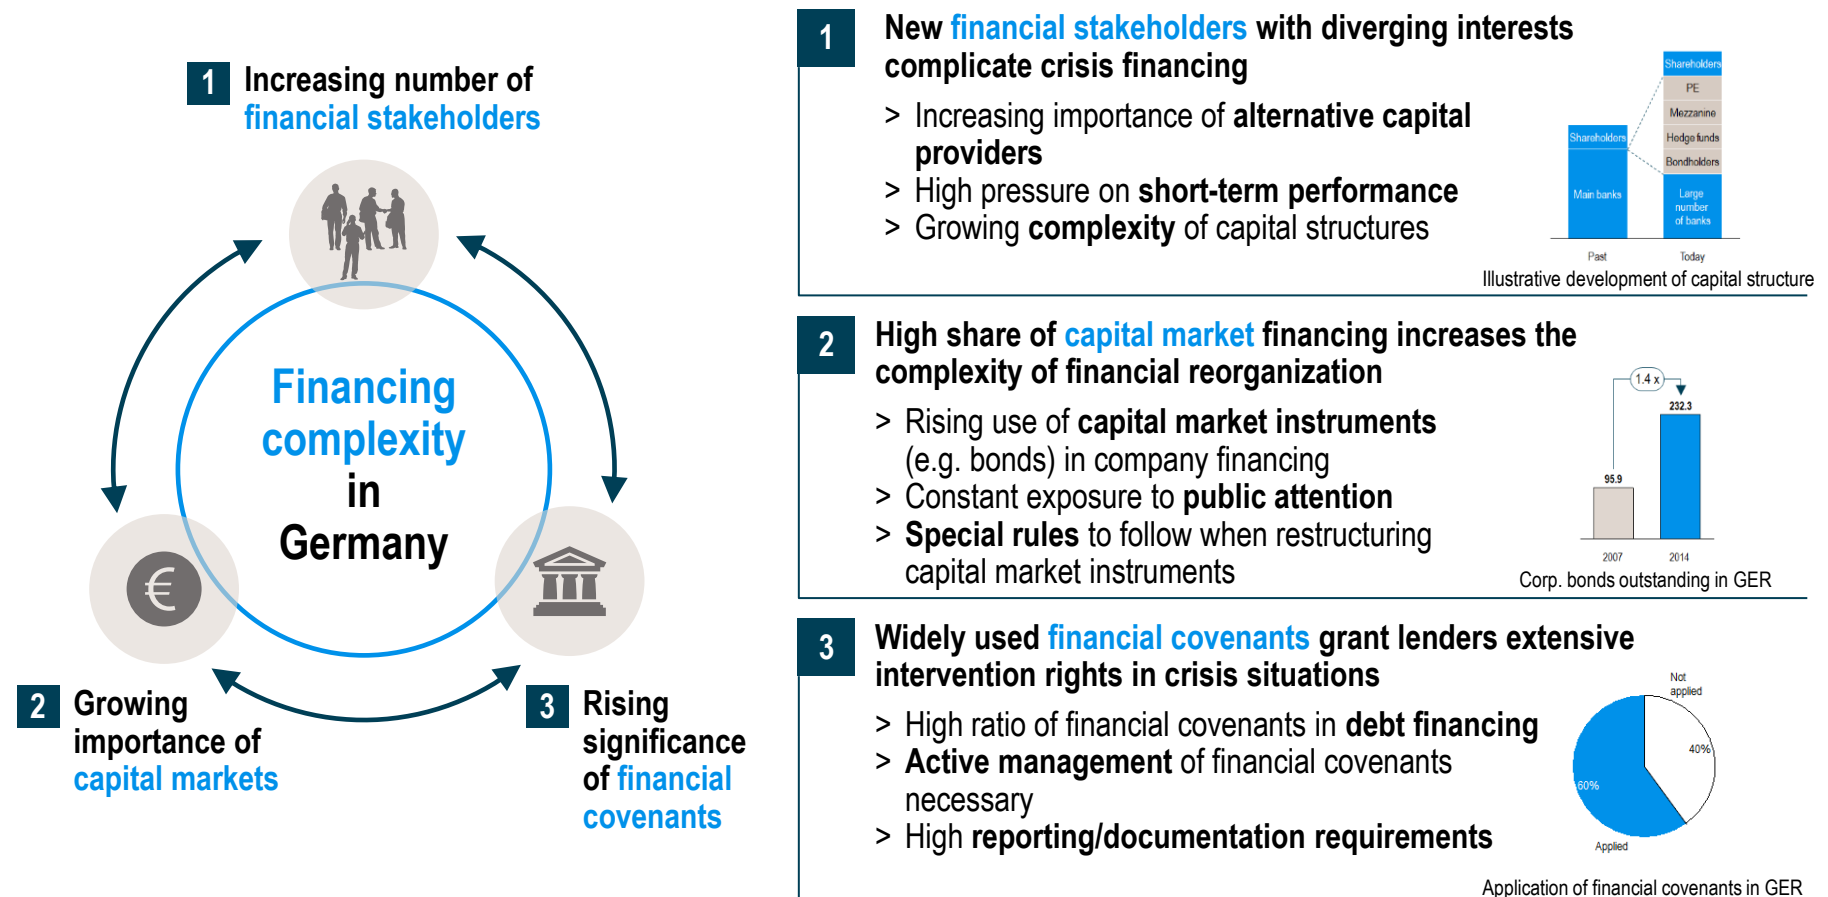 1 Increasing number of
financial stakeholders
Financing
complexity
in
Germany
€
2 Growing
importance of
capital markets
3 Rising
significance
of financial
covenants
1 New financial stakeholders with diverging interests
complicate crisis financing
> Increasing importance of alternative capital
providers
> High pressure on short-term performance
> Growing complexity of capital structures
Shareholders
PE
Mezzanine
Hedge funds
Bondholders
Large
number
of banks
Shareholders
Main banks
Past Today
Illustrative development of capital structure
2 High share of capital market financing increases the
complexity of financial reorganization
> Rising use of capital market instruments
(e.g. bonds) in company financing
> Constant exposure to public attention
> Special rules to follow when restructuring
capital market instruments
1.4 x
232.3
95.9
2007 2014
Corp. bonds outstanding in GER
3 Widely used financial covenants grant lenders extensive
intervention rights in crisis situations
> High ratio of financial covenants in debt financing
> Active management of financial covenants
necessary
> High reporting/documentation requirements
Not
applied
40%
60%
Applied
Application of financial covenants in GER